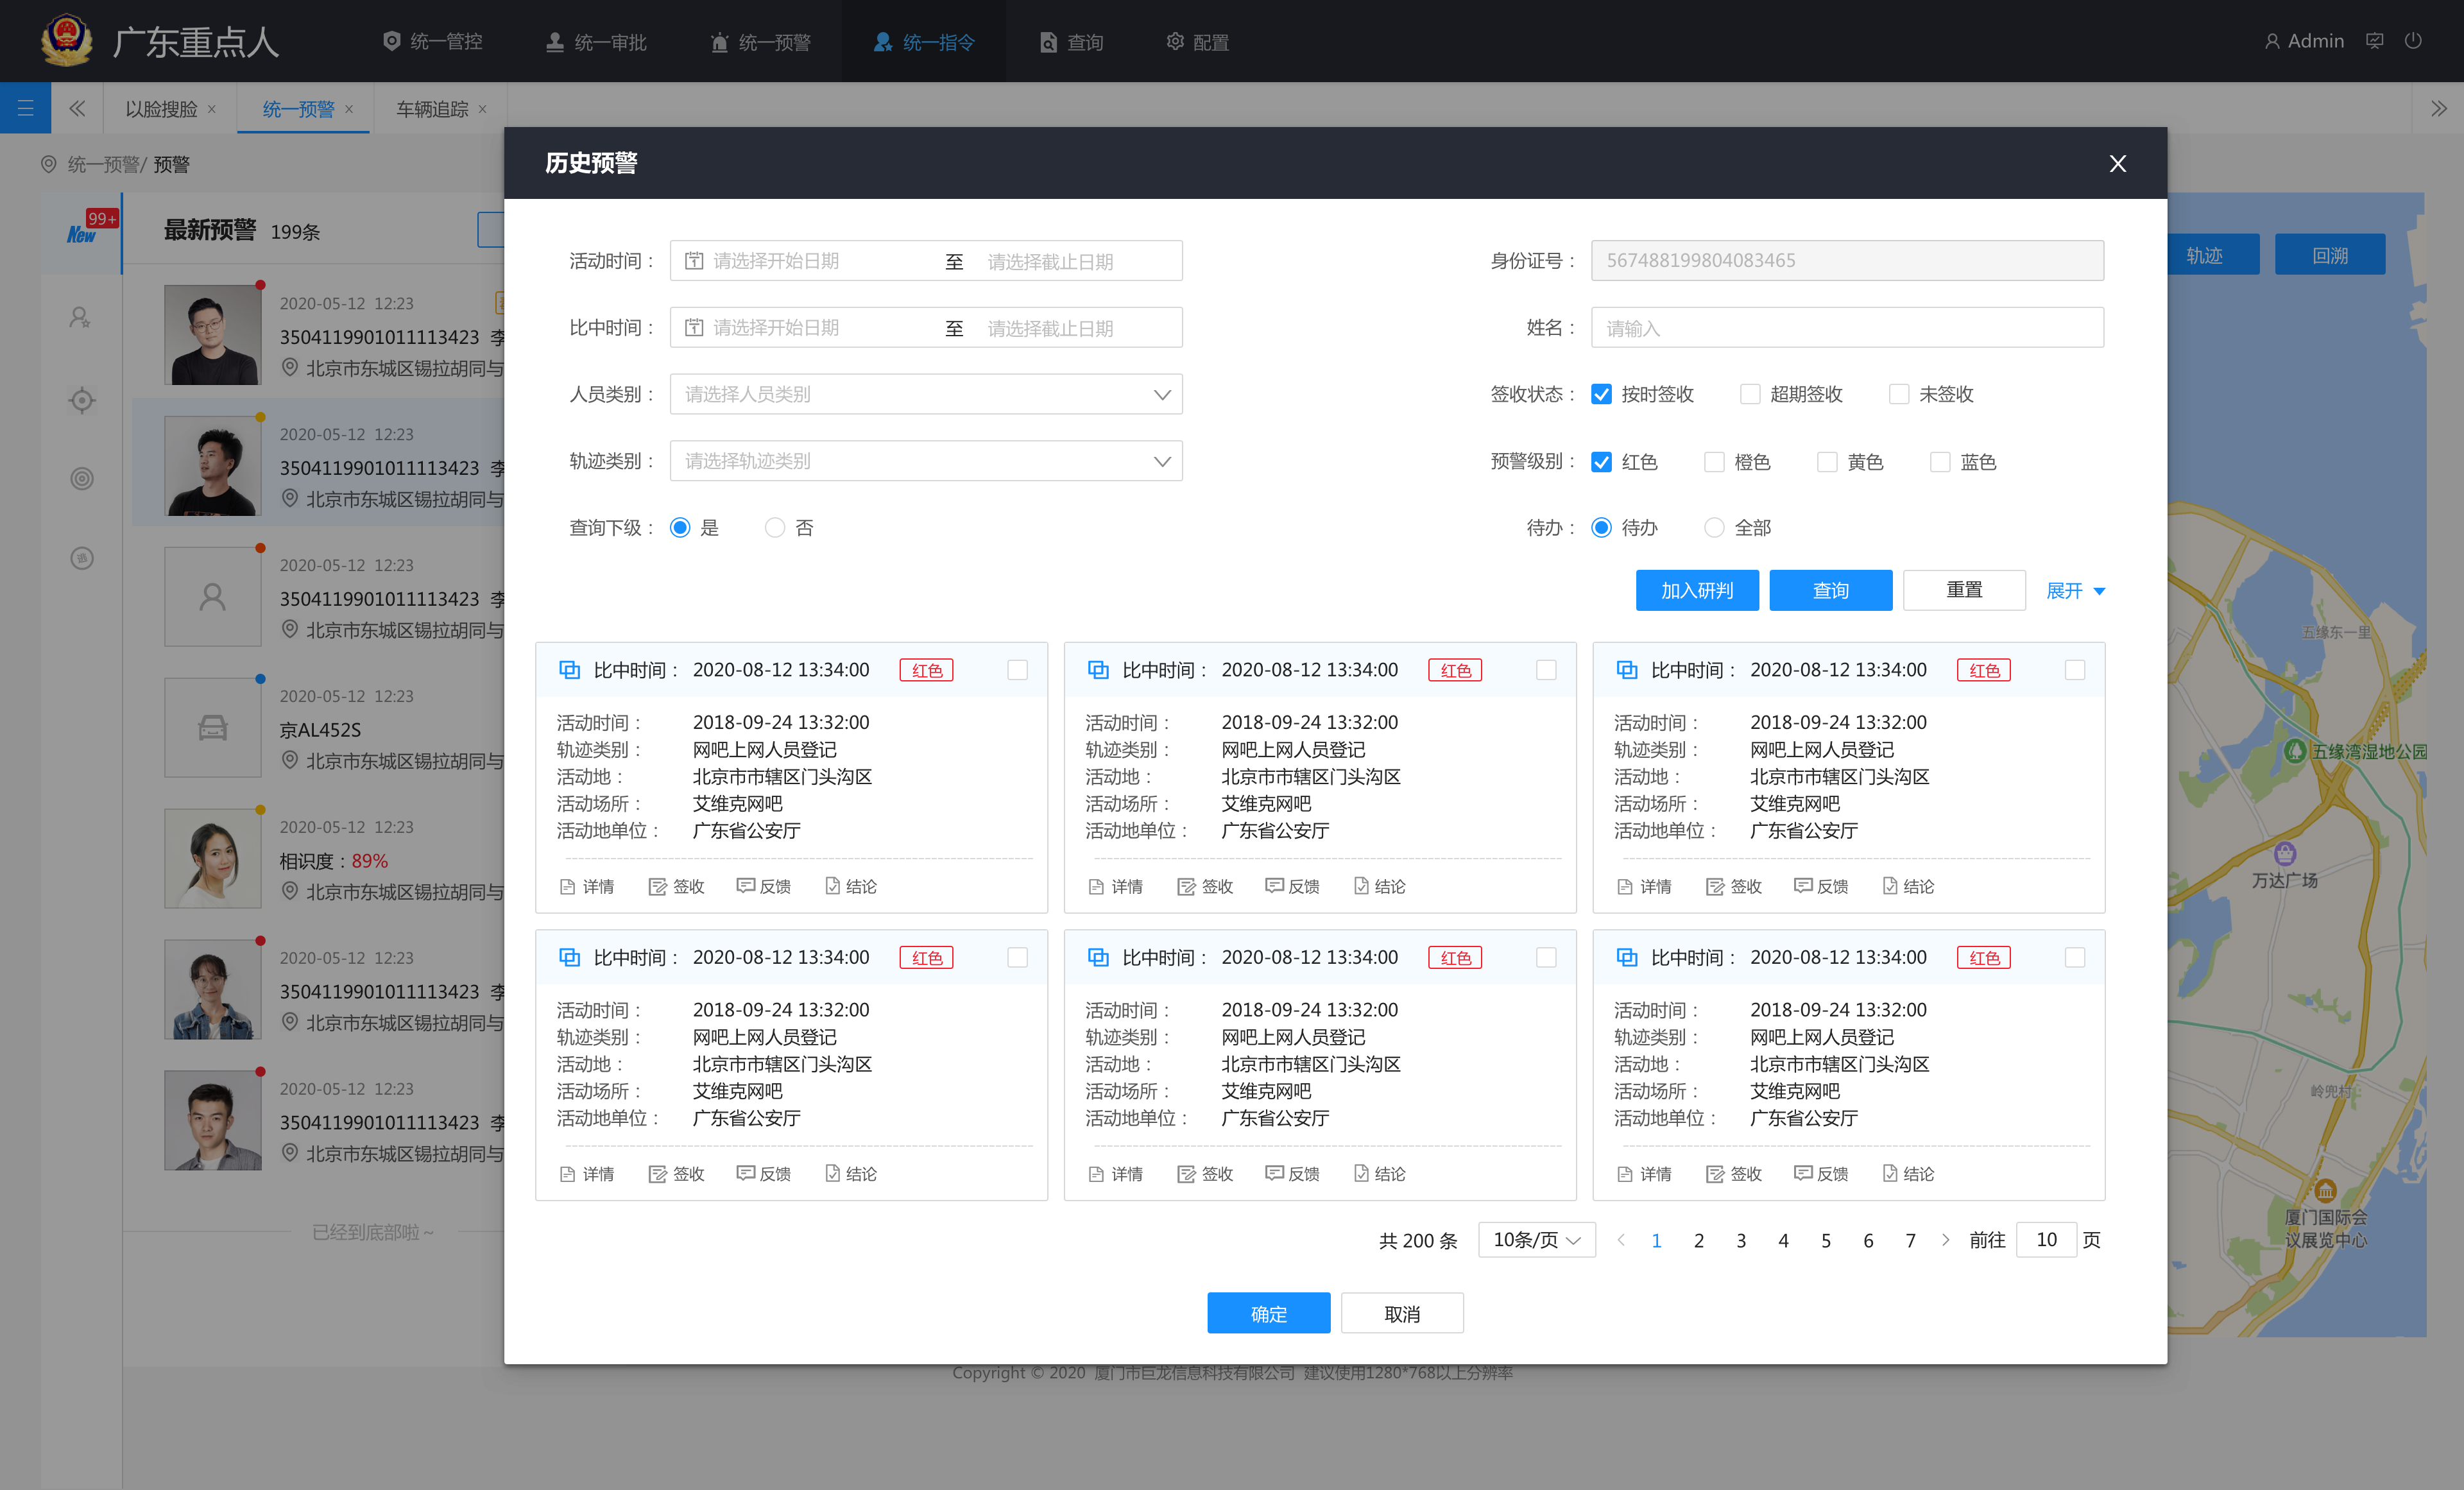 广东重点人
统一管控
统一审批
统一预警
统一指令
查询
配置
Admin
以脸搜脸 ×
统一预警 ×
车辆追踪 ×
统一预警/ 预警
New
99+
最新预警 199条
2020-05-12 12:23
3504119901011113423 李
北京市东城区锡拉胡同与
2020-05-12 12:23
3504119901011113423 李
北京市东城区锡拉胡同与
2020-05-12 12:23
3504119901011113423 李
北京市东城区锡拉胡同与
2020-05-12 12:23
京AL452S
北京市东城区锡拉胡同与
2020-05-12 12:23
相识度：89%
北京市东城区锡拉胡同与
2020-05-12 12:23
3504119901011113423 李
北京市东城区锡拉胡同与
2020-05-12 12:23
3504119901011113423 李
北京市东城区锡拉胡同与
已经到底部啦～
历史预警
活动时间： 请选择开始日期 至 请选择截止日期
身份证号： 567488199804083465
比中时间： 请选择开始日期 至 请选择截止日期
姓名： 请输入
人员类别： 请选择人员类别
签收状态： 按时签收 超期签收 未签收
轨迹类别： 请选择轨迹类别
预警级别： 红色 橙色 黄色 蓝色
查询下级： 是 否
待办： 待办 全部
加入研判 查询 重置 展开
比中时间： 2020-08-12 13:34:00 红色
活动时间： 2018-09-24 13:32:00
轨迹类别： 网吧上网人员登记
活动地： 北京市市辖区门头沟区
活动场所： 艾维克网吧
活动地单位： 广东省公安厅
详情 签收 反馈 结论
比中时间： 2020-08-12 13:34:00 红色
活动时间： 2018-09-24 13:32:00
轨迹类别： 网吧上网人员登记
活动地： 北京市市辖区门头沟区
活动场所： 艾维克网吧
活动地单位： 广东省公安厅
详情 签收 反馈 结论
比中时间： 2020-08-12 13:34:00 红色
活动时间： 2018-09-24 13:32:00
轨迹类别： 网吧上网人员登记
活动地： 北京市市辖区门头沟区
活动场所： 艾维克网吧
活动地单位： 广东省公安厅
详情 签收 反馈 结论
比中时间： 2020-08-12 13:34:00 红色
活动时间： 2018-09-24 13:32:00
轨迹类别： 网吧上网人员登记
活动地： 北京市市辖区门头沟区
活动场所： 艾维克网吧
活动地单位： 广东省公安厅
详情 签收 反馈 结论
比中时间： 2020-08-12 13:34:00 红色
活动时间： 2018-09-24 13:32:00
轨迹类别： 网吧上网人员登记
活动地： 北京市市辖区门头沟区
活动场所： 艾维克网吧
活动地单位： 广东省公安厅
详情 签收 反馈 结论
比中时间： 2020-08-12 13:34:00 红色
活动时间： 2018-09-24 13:32:00
轨迹类别： 网吧上网人员登记
活动地： 北京市市辖区门头沟区
活动场所： 艾维克网吧
活动地单位： 广东省公安厅
详情 签收 反馈 结论
共 200 条 10条/页 1 2 3 4 5 6 7 前往 10 页
确定 取消
轨迹
回溯
五缘东一里
五缘湾湿地公园
万达广场
岭兜村
厦门国际会
议展览中心
Copyright © 2020 厦门市巨龙信息科技有限公司 建议使用1280*768以上分辨率